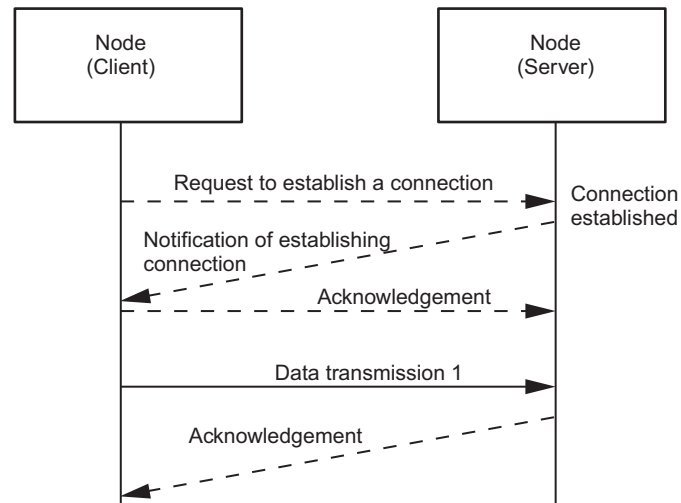 Node
(Client)
Node
(Server)
Request to establish a connection
Connection
established
Notification of establishing
connection
Acknowledgement
Data transmission 1
Acknowledgement